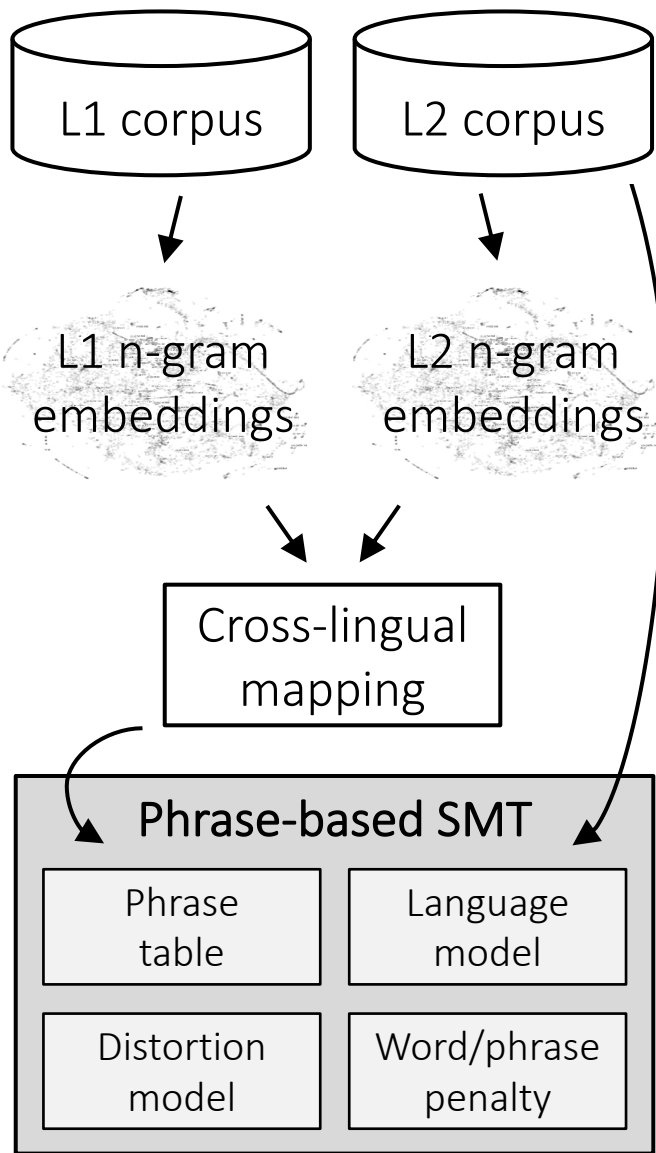 L1 corpus
L2 corpus
L1 n-gram
embeddings
L2 n-gram
embeddings
Cross-lingual
mapping
Phrase-based SMT
Phrase
table
Language
model
Distortion
model
Word/phrase
penalty